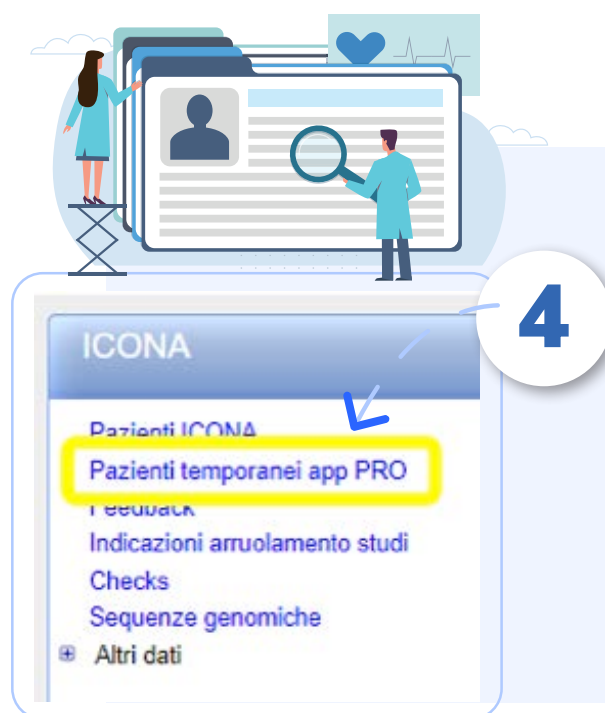 4
ICONA
Pazienti ICONA
Pazienti temporanei app PRO
Feedback
Indicazioni arruolamento studi
Checks
Sequenze genomiche
Altri dati